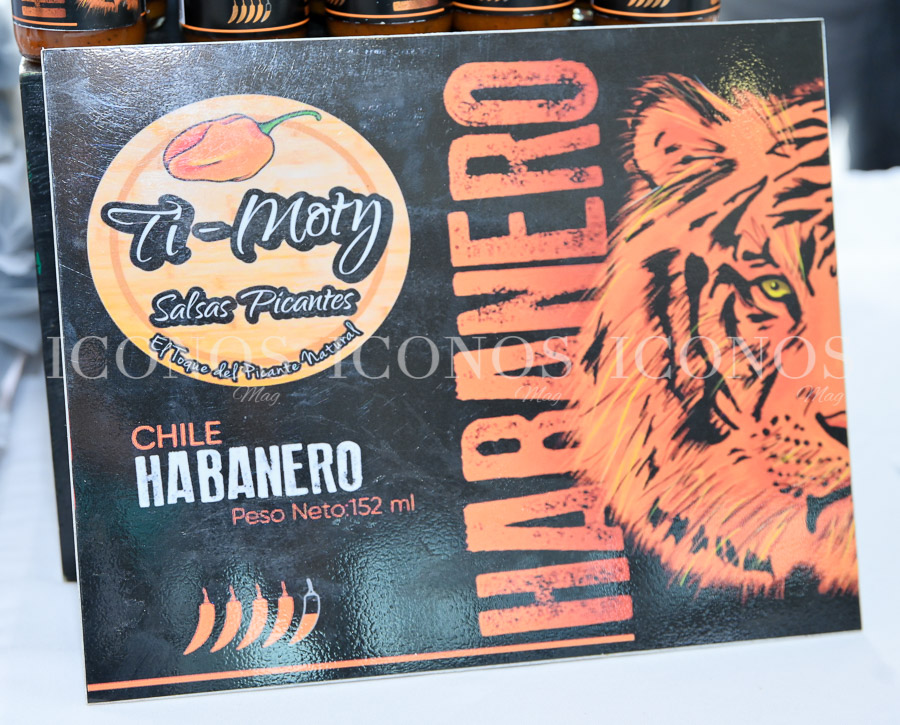 Ti-Moty
Salsas Picantes
El Toque del Picante Natural
CHILE
HABANERO
Peso Neto:152 ml
HABANERO
ICONOS ICONOS ICONOS
Mag Mag Mag